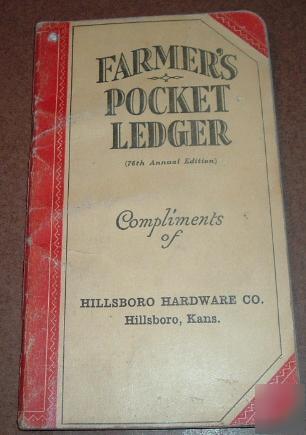 FARMER'S
POCKET
LEDGER
(76th Annual Edition)
Compliments
of
HILLSBORO HARDWARE CO.
Hillsboro, Kans.